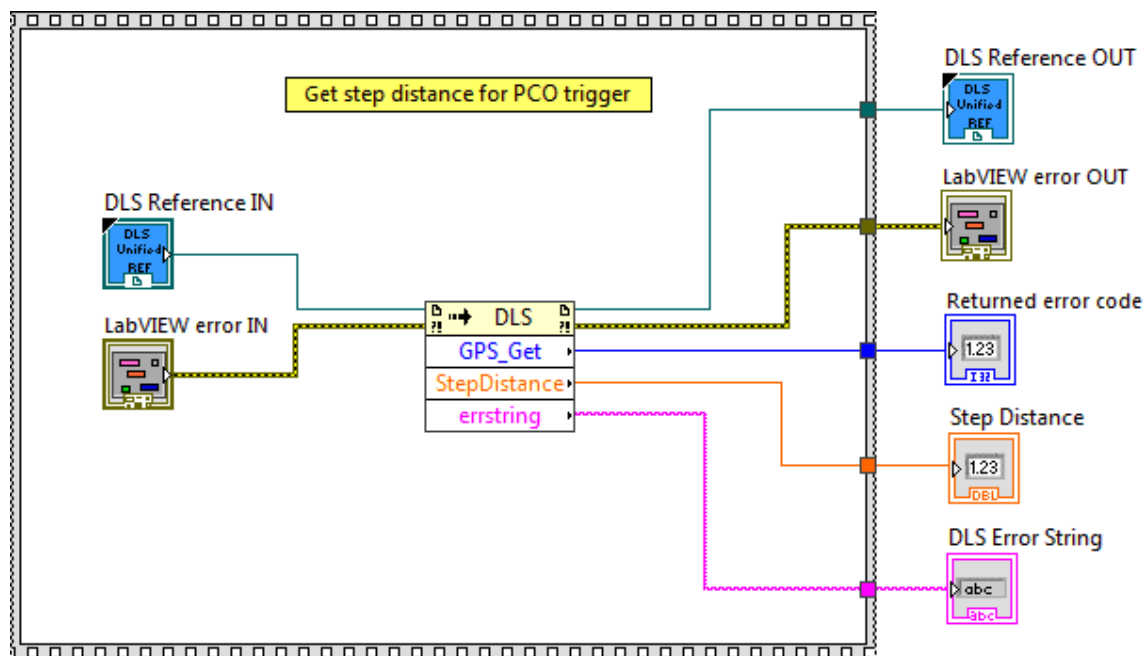 Get step distance for PCO trigger
DLS Reference OUT
DLS
Unified
REF
LabVIEW error OUT
DLS Reference IN
DLS
Unified
REF
LabVIEW error IN
?! DLS ?!
GPS_Get
StepDistance
errstring
Returned error code
1.23
I32
Step Distance
1.23
DBL
DLS Error String
abc
abc